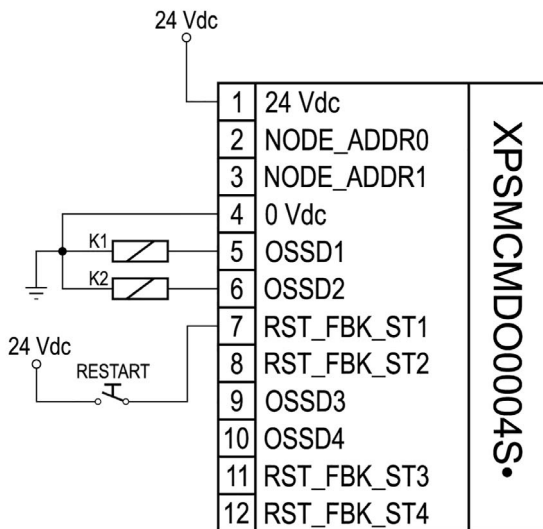 24 Vdc
1 24 Vdc
2 NODE_ADDR0
3 NODE_ADDR1
4 0 Vdc
K1
5 OSSD1
K2
6 OSSD2
7 RST_FBK_ST1
24 Vdc
RESTART
8 RST_FBK_ST2
9 OSSD3
10 OSSD4
11 RST_FBK_ST3
12 RST_FBK_ST4
XPSMCMDO0004S•